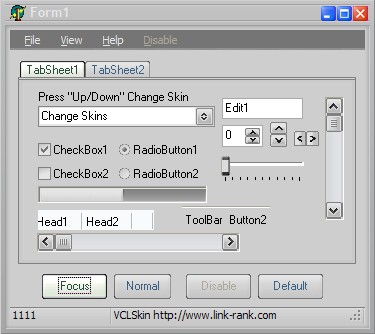 Form1
File View Help Disable
TabSheet1 TabSheet2
Press "Up/Down" Change Skin
Change Skins
Edit1
0
CheckBox1 RadioButton1
CheckBox2 RadioButton2
Head1 Head2
ToolBar Button2
Focus Normal Disable Default
1111 VCLSkin http://www.link-rank.com